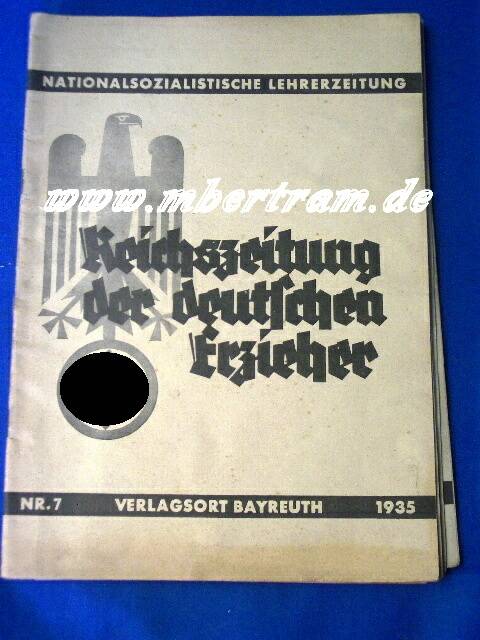 NATIONALSOZIALISTISCHE LEHRERZEITUNG
www.mbertram.de
Reichszeitung
der deutschen
Erzieher
NR. 7 VERLAGSORT BAYREUTH 1935